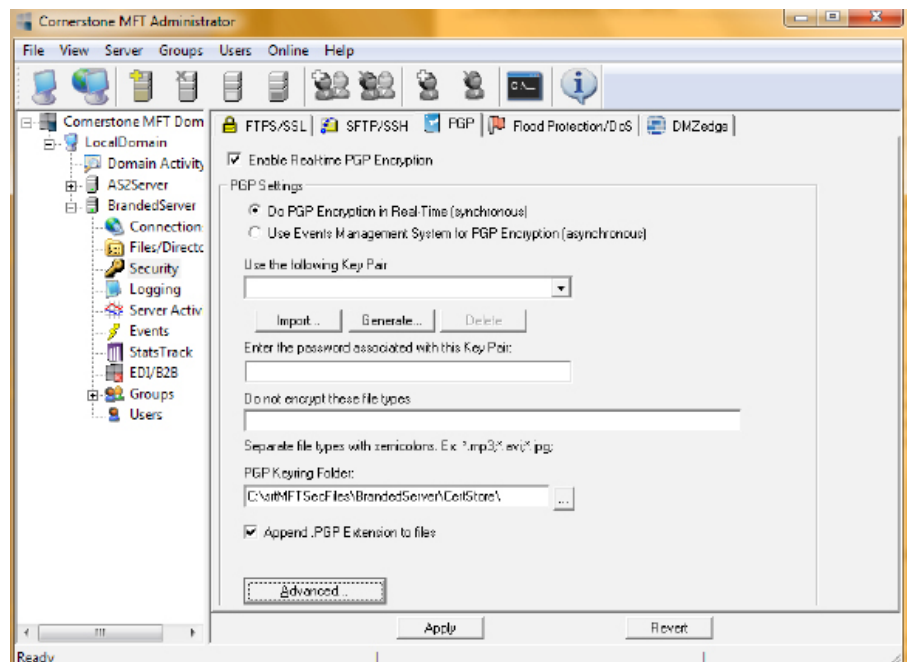 Cornerstone MFT Administrator
File View Server Groups Users Online Help
Cornerstone MFT Dom
LocalDomain
Domain Activity
AS2Server
BrandedServer
Connection
Files/Directo
Security
Logging
Server Activ
Events
StatsTrack
EDI/B2B
Groups
Users
FTPS/SSL SFTP/SSH PGP Flood Protection/DoS DMZedge
Enable Real-time PGP Encryption
PGP Settings
Do PGP Encryption in Real-Time (synchronous)
Use Events Management System for PGP Encryption (asynchronous)
Use the following Key Pair
Import... Generate... Delete
Enter the password associated with this Key Pair:
Do not encrypt these file types
Separate file types with semicolons. Ex: *.mp3;*.avi;*.jpg;
PGP Keyring Folder:
C:\srtMFTSecFiles\BrandedServer\CertStore\
...
Append .PGP Extension to files
Advanced...
Apply Revert
Ready